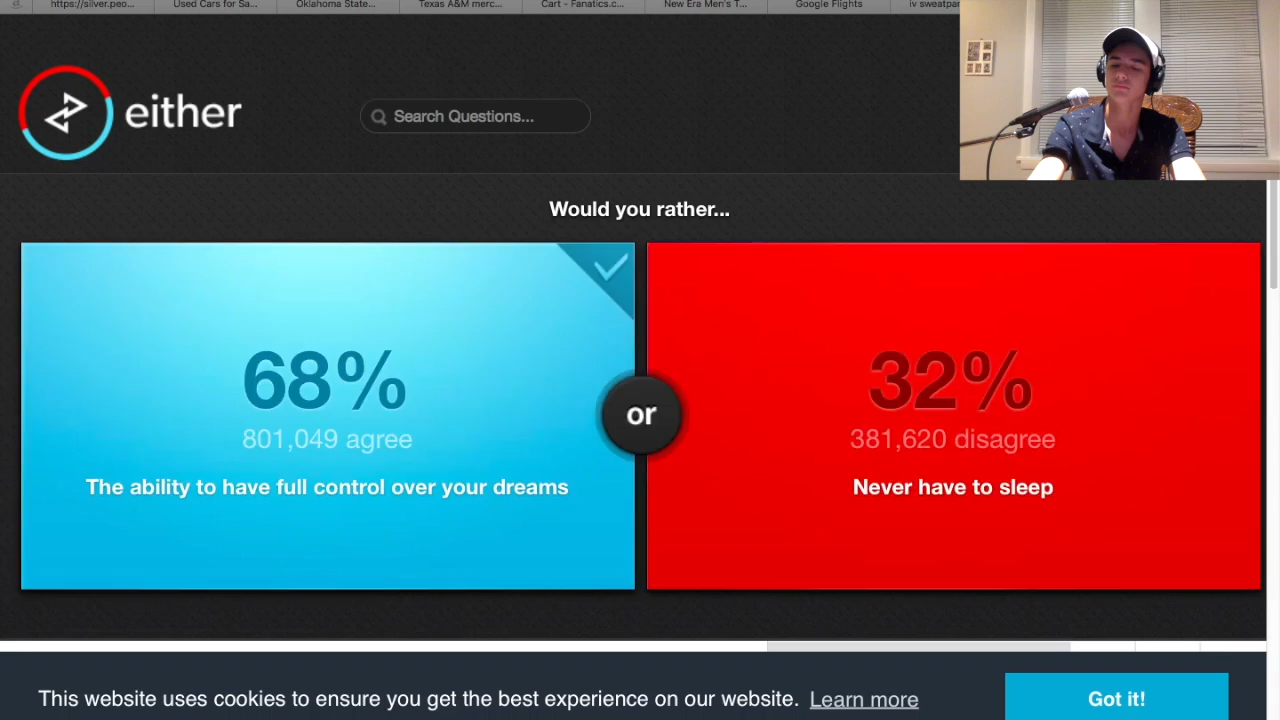 https://silver.peo...
Used Cars for Sa...
Oklahoma State...
Texas A&M merc...
Cart - Fanatics.c...
New Era Men's T...
Google Flights
iv sweatpan
either
Search Questions...
Would you rather...
68%
801,049 agree
The ability to have full control over your dreams
or
32%
381,620 disagree
Never have to sleep
This website uses cookies to ensure you get the best experience on our website. Learn more
Got it!